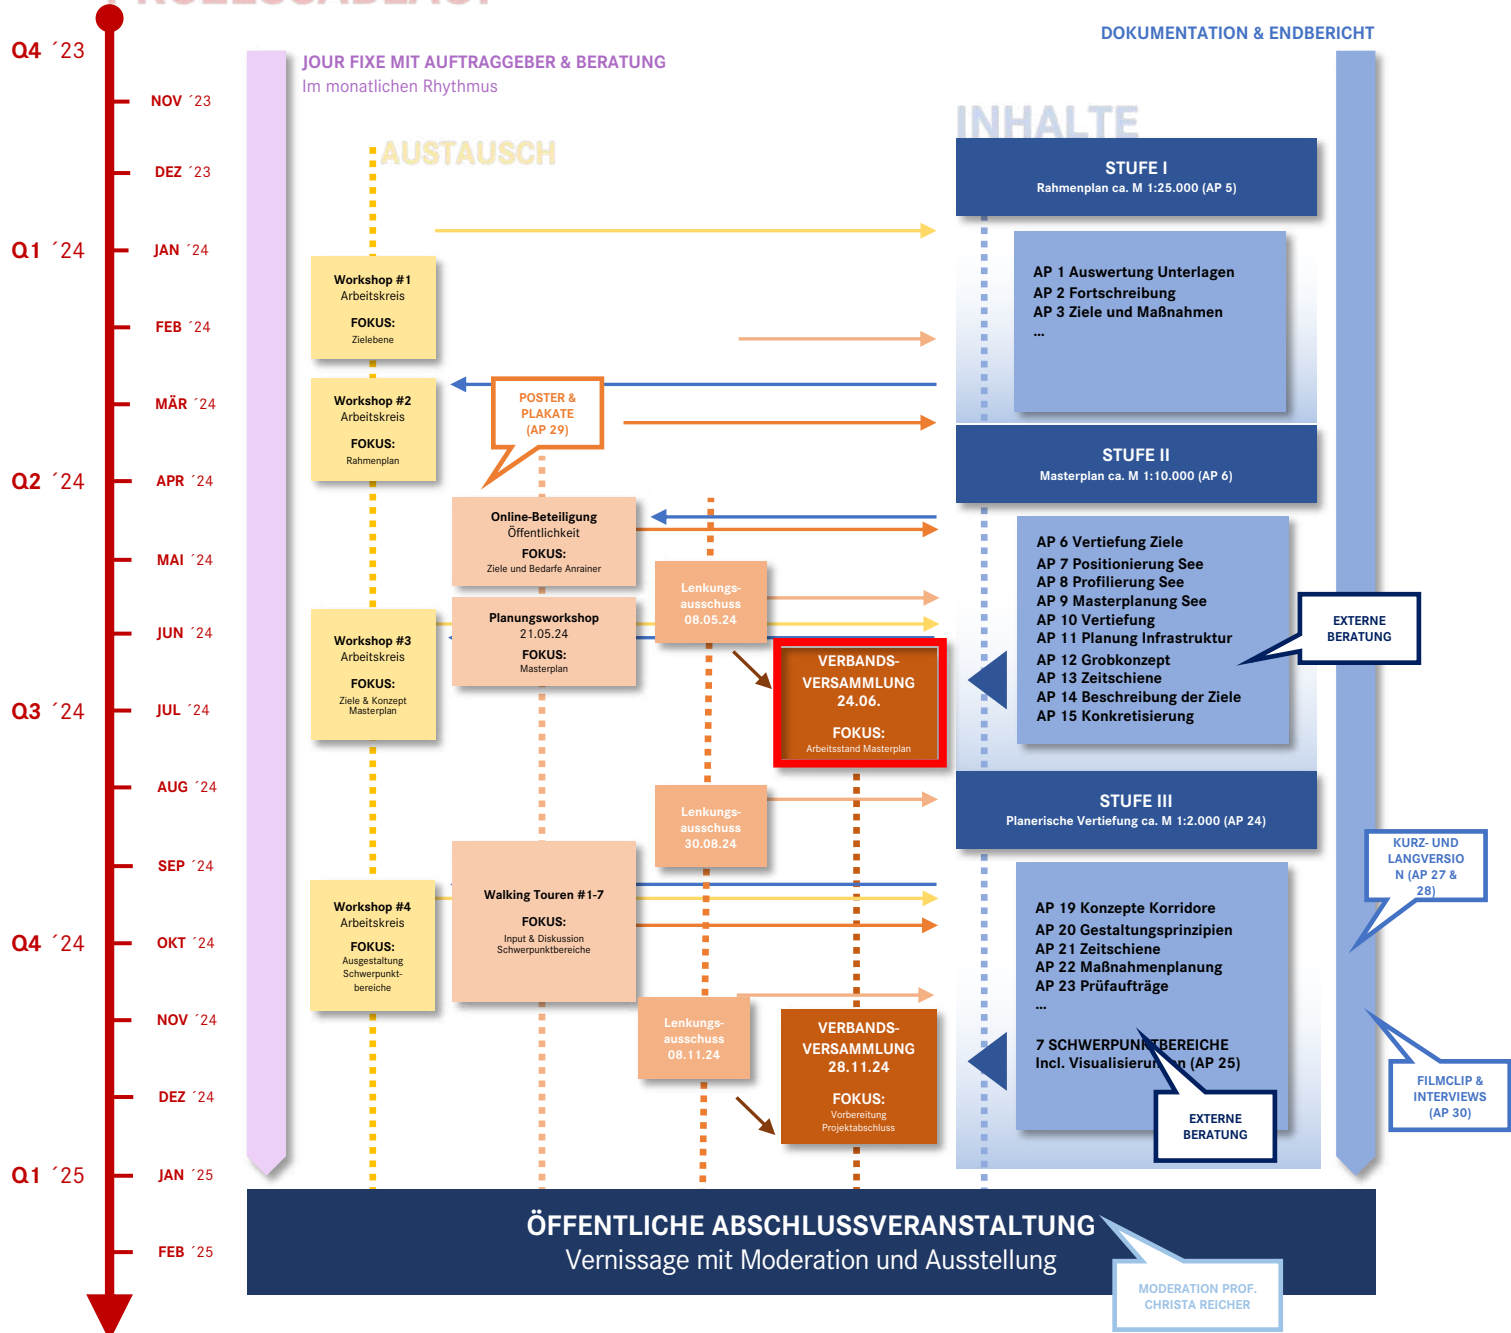 PROZESSABLAUF
DOKUMENTATION & ENDBERICHT
Q4 ´23
JOUR FIXE MIT AUFTRAGGEBER & BERATUNG
Im monatlichen Rhythmus
NOV ´23
INHALTE
AUSTAUSCH
DEZ ´23
STUFE I
Rahmenplan ca. M 1:25.000 (AP 5)
Q1 ´24
JAN ´24
Workshop #1
Arbeitskreis
FOKUS:
Zielebene
AP 1 Auswertung Unterlagen
AP 2 Fortschreibung
AP 3 Ziele und Maßnahmen
...
FEB ´24
MÄR ´24
Workshop #2
Arbeitskreis
FOKUS:
Rahmenplan
POSTER &
PLAKATE
(AP 29)
STUFE II
Masterplan ca. M 1:10.000 (AP 6)
Q2 ´24
APR ´24
Online-Beteiligung
Öffentlichkeit
FOKUS:
Ziele und Bedarfe Anrainer
MAI ´24
Lenkungs-
ausschuss
08.05.24
AP 6 Vertiefung Ziele
AP 7 Positionierung See
AP 8 Profilierung See
AP 9 Masterplanung See
AP 10 Vertiefung
AP 11 Planung Infrastruktur
AP 12 Grobkonzept
AP 13 Zeitschiene
AP 14 Beschreibung der Ziele
AP 15 Konkretisierung
EXTERNE
BERATUNG
JUN ´24
Workshop #3
Arbeitskreis
FOKUS:
Ziele & Konzept
Masterplan
Planungsworkshop
21.05.24
FOKUS:
Masterplan
VERBANDS-
VERSAMMLUNG
24.06.
FOKUS:
Arbeitsstand Masterplan
Q3 ´24
JUL ´24
AUG ´24
Lenkungs-
ausschuss
30.08.24
STUFE III
Planerische Vertiefung ca. M 1:2.000 (AP 24)
KURZ- UND
LANGVERSIO
N (AP 27 &
28)
SEP ´24
Workshop #4
Arbeitskreis
FOKUS:
Ausgestaltung
Schwerpunkt-
bereiche
Walking Touren #1-7
FOKUS:
Input & Diskussion
Schwerpunktbereiche
AP 19 Konzepte Korridore
AP 20 Gestaltungsprinzipien
AP 21 Zeitschiene
AP 22 Maßnahmenplanung
AP 23 Prüfaufträge
...
7 SCHWERPUNKTBEREICHE
Incl. Visualisierungen (AP 25)
Q4 ´24
OKT ´24
NOV ´24
Lenkungs-
ausschuss
08.11.24
VERBANDS-
VERSAMMLUNG
28.11.24
FOKUS:
Vorbereitung
Projektabschluss
EXTERNE
BERATUNG
FILMCLIP &
INTERVIEWS
(AP 30)
DEZ ´24
Q1 ´25
JAN ´25
ÖFFENTLICHE ABSCHLUSSVERANSTALTUNG
Vernissage mit Moderation und Ausstellung
FEB ´25
MODERATION PROF.
CHRISTA REICHER